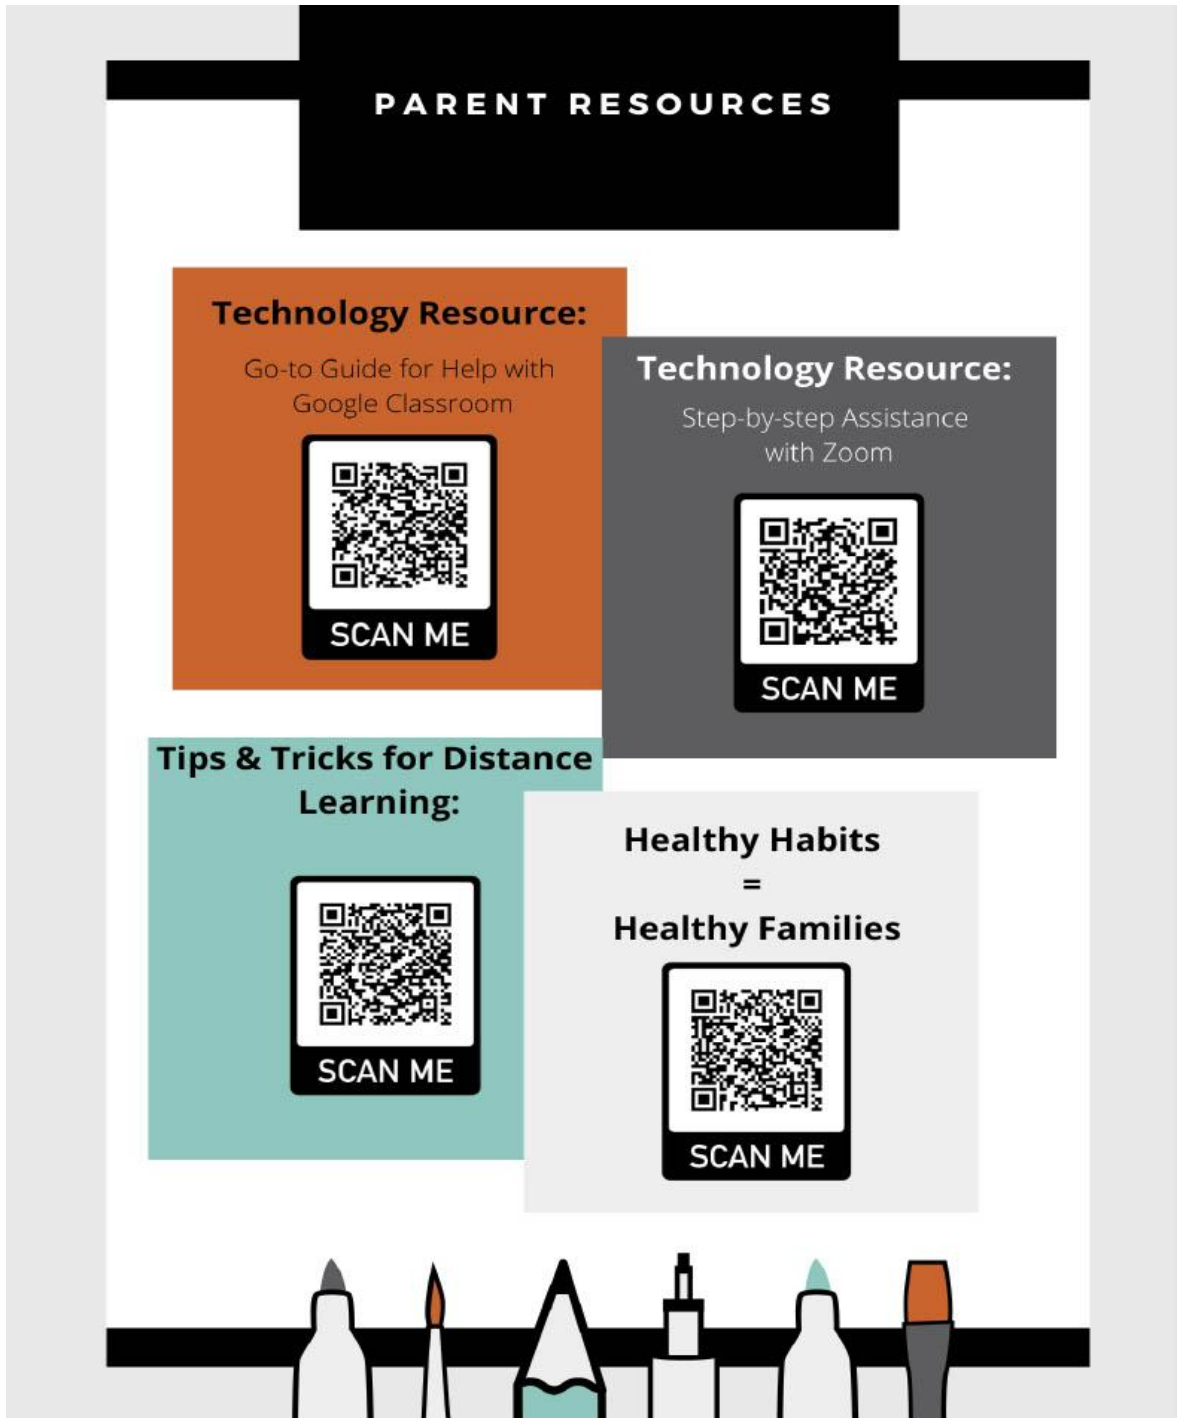 PARENT RESOURCES
Technology Resource:
Go-to Guide for Help with
Google Classroom
SCAN ME
Technology Resource:
Step-by-step Assistance
with Zoom
SCAN ME
Tips & Tricks for Distance
Learning:
SCAN ME
Healthy Habits
=
Healthy Families
SCAN ME